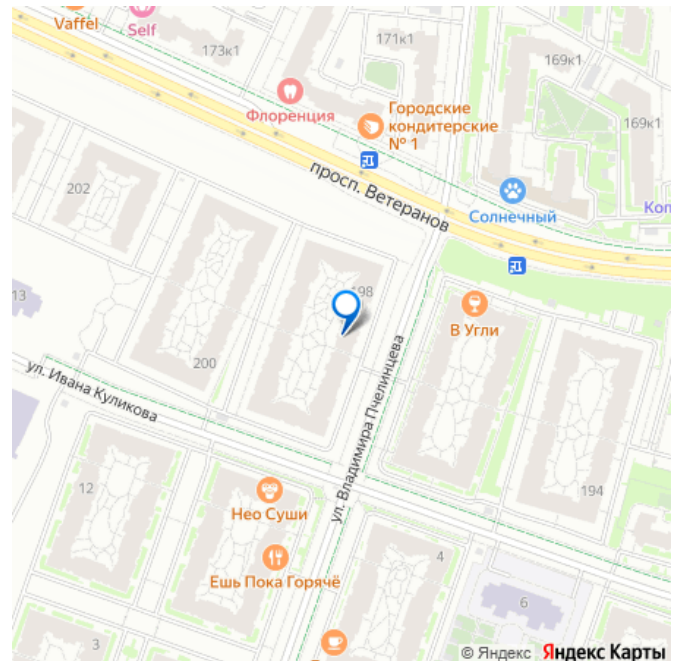 Vaffel
Self
173к1
171к1
169к1
169к1
Флоренция
Городские
кондитерские
№ 1
просп. Ветеранов
Солнечный
Коп
202
198
13
В Угли
200
ул. Ивана Куликова
ул. Владимира Пчелинцева
12
Нео Суши
194
Ешь Пока Горячё
4
6
3
© Яндекс Яндекс Карты